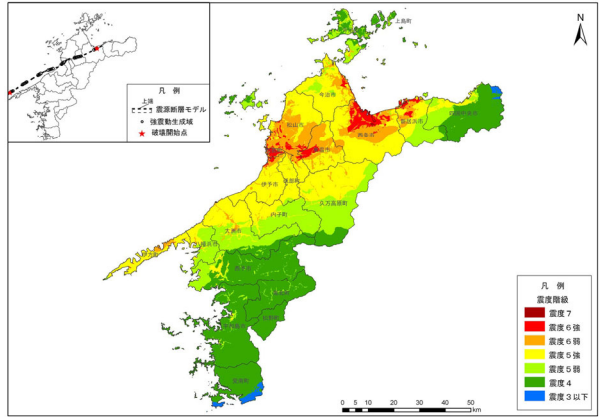 上島町
N
凡 例
上端
震源断層モデル
強震動生成域
破壊開始点
今治市
松山市
西条市
新居浜市
四国中央市
伊予市
砥部町
久万高原町
内子町
大洲市
八幡浜市
伊方町
西予市
宇和島市
松野町
愛南町
凡 例
震度階級
震度7
震度6強
震度6弱
震度5強
震度5弱
震度4
震度3以下
0 5 10 20 30 40 50
km